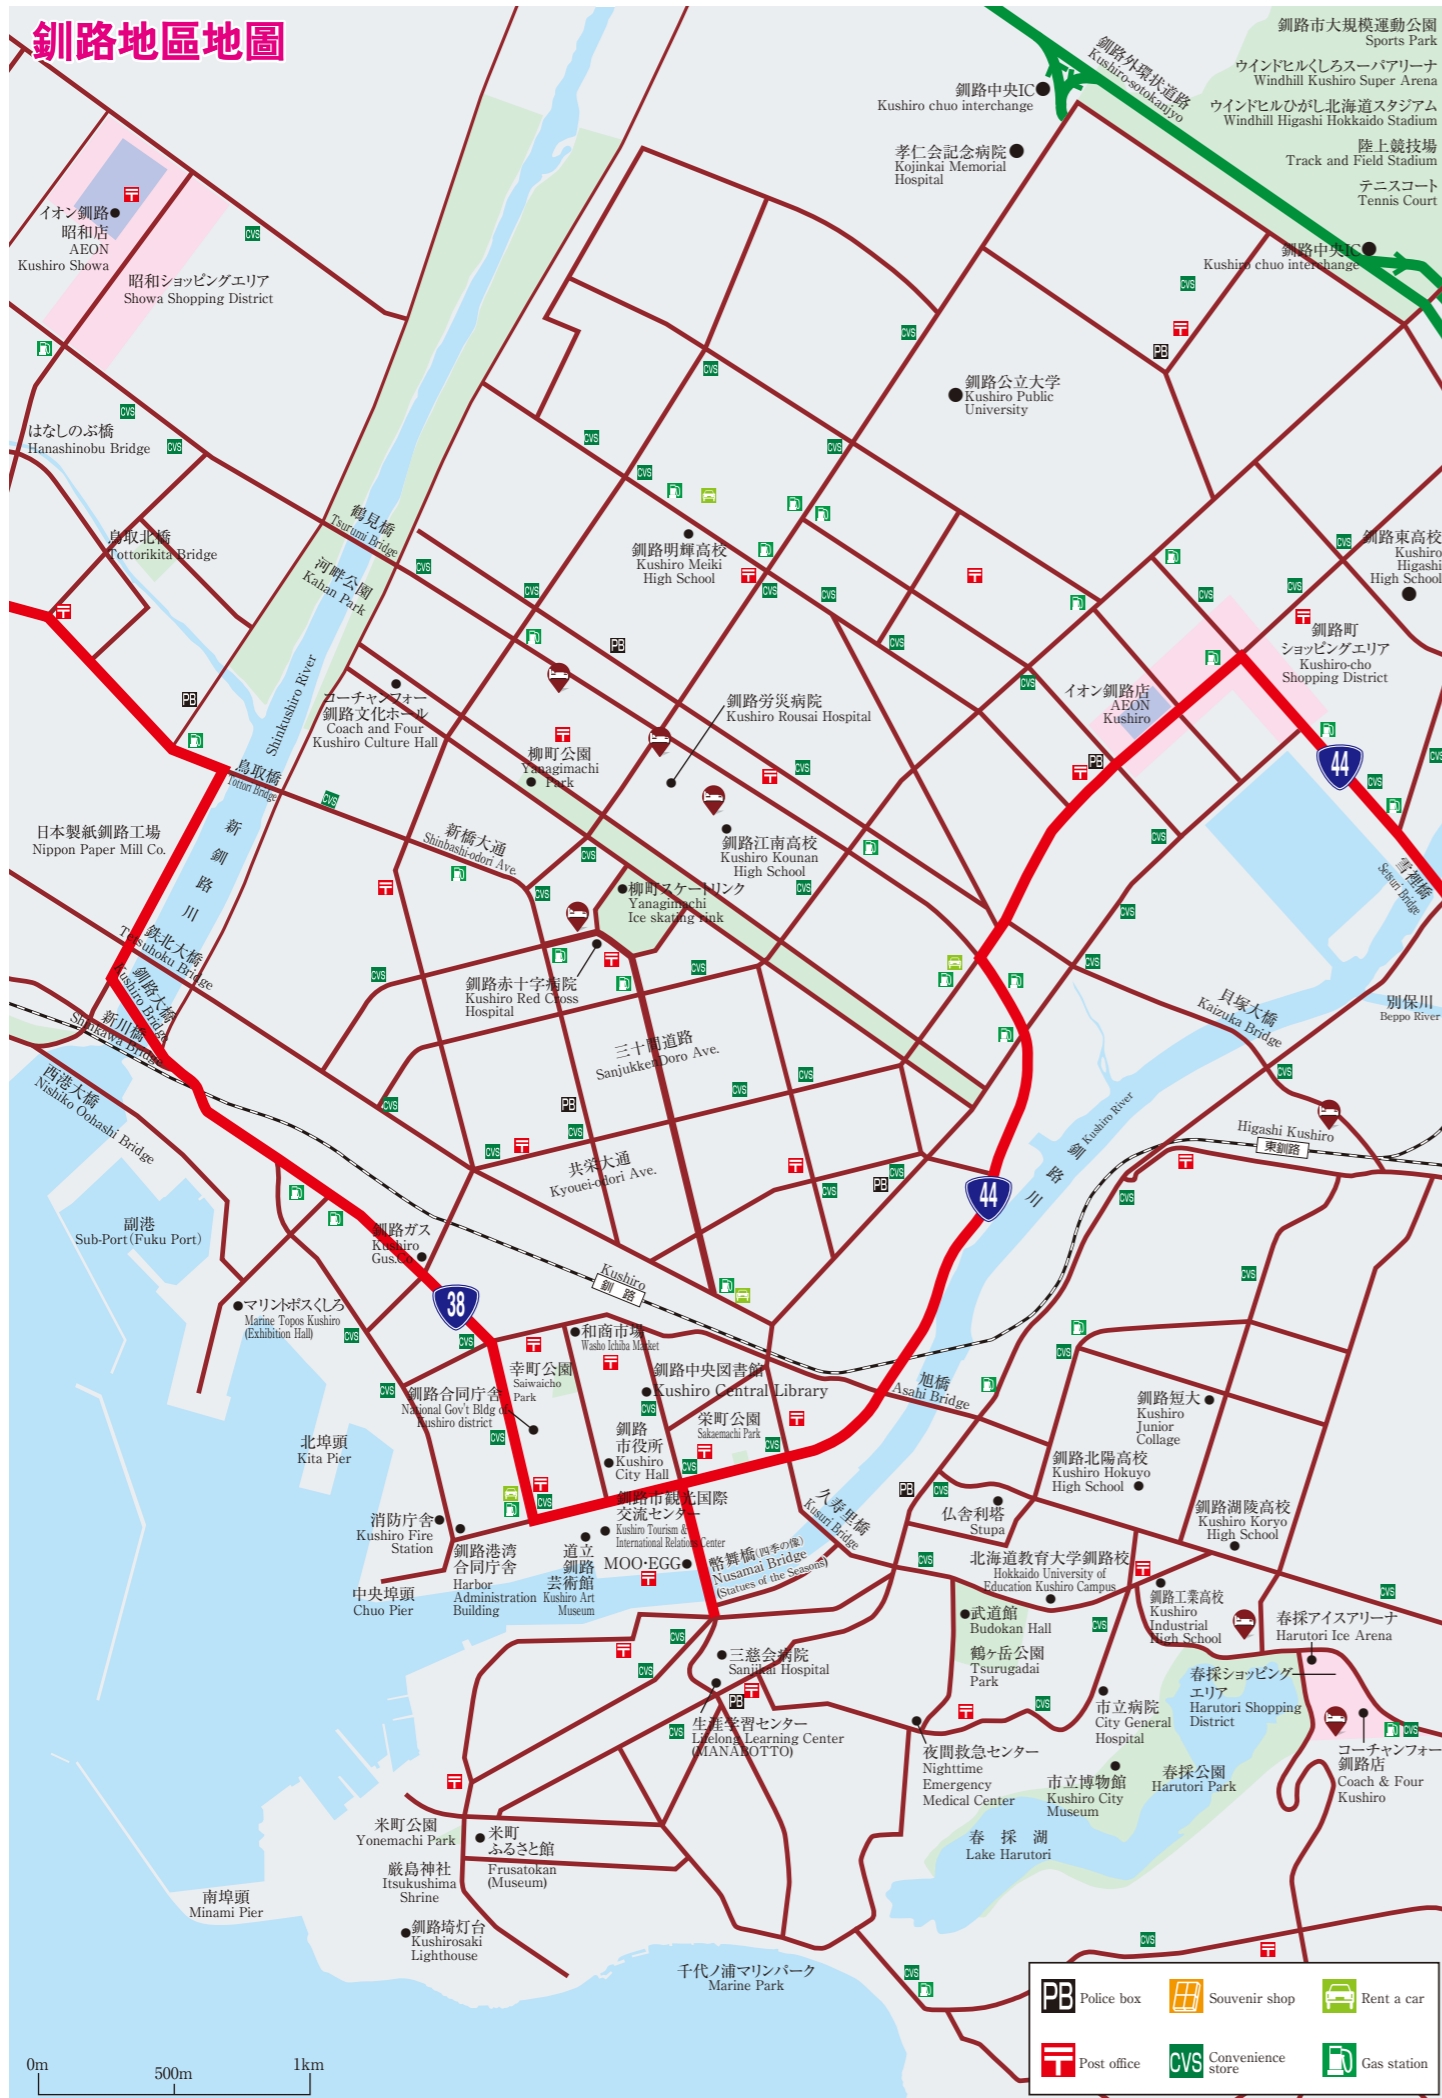 釧路地區地圖
釧路市大規模運動公園
Sports Park
ウインドヒルくしろスーパアリーナ
Windhill Kushiro Super Arena
ウインドヒルひがし北海道スタジアム
Windhill Higashi Hokkaido Stadium
陸上競技場
Track and Field Stadium
テニスコート
Tennis Court
釧路外環状道路
Kushiro-sotokanjyo
釧路中央IC
Kushiro chuo interchange
孝仁会記念病院
Kojinkai Memorial
Hospital
釧路中央IC
Kushiro chuo interchange
イオン釧路
昭和店
AEON
Kushiro Showa
昭和ショッピングエリア
Showa Shopping District
釧路公立大学
Kushiro Public
University
はなしのぶ橋
Hanashinobu Bridge
鳥取北橋
Tottorikita Bridge
鶴見橋
Tsurumi Bridge
河畔公園
Kahan Park
釧路明輝高校
Kushiro Meiki
High School
釧路東高校
Kushiro
Higashi
High School
釧路町
ショッピングエリア
Kushiro-cho
Shopping District
イオン釧路店
AEON
Kushiro
44
Shinkushiro River
コーチャンフォー
釧路文化ホール
Coach and Four
Kushiro Culture Hall
釧路労災病院
Kushiro Rousai Hospital
柳町公園
Yanagimachi
Park
鳥取橋
Tottori Bridge
日本製紙釧路工場
Nippon Paper Mill Co.
新釧路川
新橋大通
Shinbashi-odori Ave.
釧路江南高校
Kushiro Kounan
High School
柳町スケートリンク
Yanagimachi
Ice skating rink
雪裡橋
Setsuri Bridge
鉄北大橋
Tetsuhoku Bridge
釧路大橋
Kushiro Bridge
新川橋
Shinkawa Bridge
釧路赤十字病院
Kushiro Red Cross
Hospital
貝塚大橋
Kaizuka Bridge
別保川
Beppo River
三十間道路
SanjukkenDoro Ave.
西港大橋
Nishiko Oohashi Bridge
Kushiro River
釧路川
Higashi Kushiro
東釧路
共栄大通
Kyouei-odori Ave.
44
副港
Sub-Port(Fuku Port)
釧路ガス
Kushiro
Gus.Co
Kushiro
釧路
38
マリントポスくしろ
Marine Topos Kushiro
(Exhibition Hall)
和商市場
Washo Ichiba Market
幸町公園
Saiwaicho
Park
釧路中央図書館
Kushiro Central Library
釧路合同庁舎
National Gov't Bldg of
Kushiro district
旭橋
Asahi Bridge
釧路短大
Kushiro
Junior
Collage
栄町公園
Sakaemachi Park
釧路
市役所
Kushiro
City Hall
北埠頭
Kita Pier
釧路北陽高校
Kushiro Hokuyo
High School
久寿里橋
Kusuri Bridge
仏舎利塔
Stupa
釧路湖陵高校
Kushiro Koryo
High School
釧路市観光国際
交流センター
Kushiro Tourism &
International Relations Center
消防庁舎
Kushiro Fire
Station
釧路港湾
合同庁舎
Harbor
Administration
Building
道立
釧路
芸術館
Kushiro Art
Museum
MOO・EGG
幣舞橋(四季の像)
Nusamai Bridge
(Statues of the Seasons)
中央埠頭
Chuo Pier
北海道教育大学釧路校
Hokkaido University of
Education Kushiro Campus
釧路工業高校
Kushiro
Industrial
High School
武道館
Budokan Hall
鶴ヶ岳公園
Tsurugadai
Park
春採アイスアリーナ
Harutori Ice Arena
三慈会病院
Sanjikai Hospital
春採ショッピング
エリア
Harutori Shopping
District
市立病院
City General
Hospital
生涯学習センター
Lifelong Learning Center
(MANABOTTO)
夜間救急センター
Nighttime
Emergency
Medical Center
市立博物館
Kushiro City
Museum
春採公園
Harutori Park
コーチャンフォー
釧路店
Coach & Four
Kushiro
米町公園
Yonemachi Park
米町
ふるさと館
Frusatokan
(Museum)
春採湖
Lake Harutori
厳島神社
Itsukushima
Shrine
南埠頭
Minami Pier
釧路埼灯台
Kushirosaki
Lighthouse
千代ノ浦マリンパーク
Marine Park
0m
500m
1km
PB Police box
Souvenir shop
Rent a car
Post office
CVS Convenience
store
Gas station